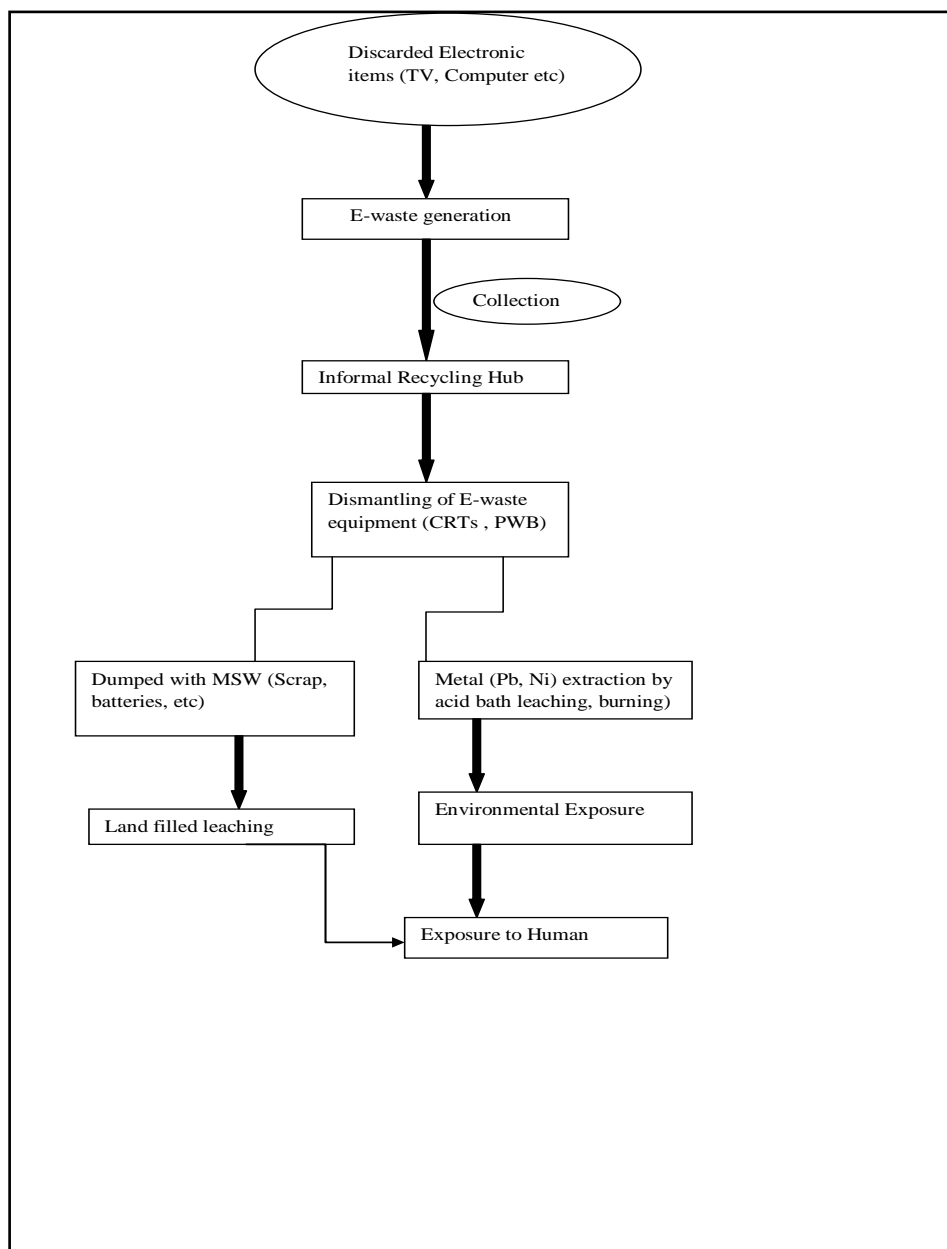 Discarded Electronic
items (TV, Computer etc)
E-waste generation
Collection
Informal Recycling Hub
Dismantling of E-waste
equipment (CRTs , PWB)
Dumped with MSW (Scrap,
batteries, etc)
Metal (Pb, Ni) extraction by
acid bath leaching, burning)
Land filled leaching
Environmental Exposure
Exposure to Human